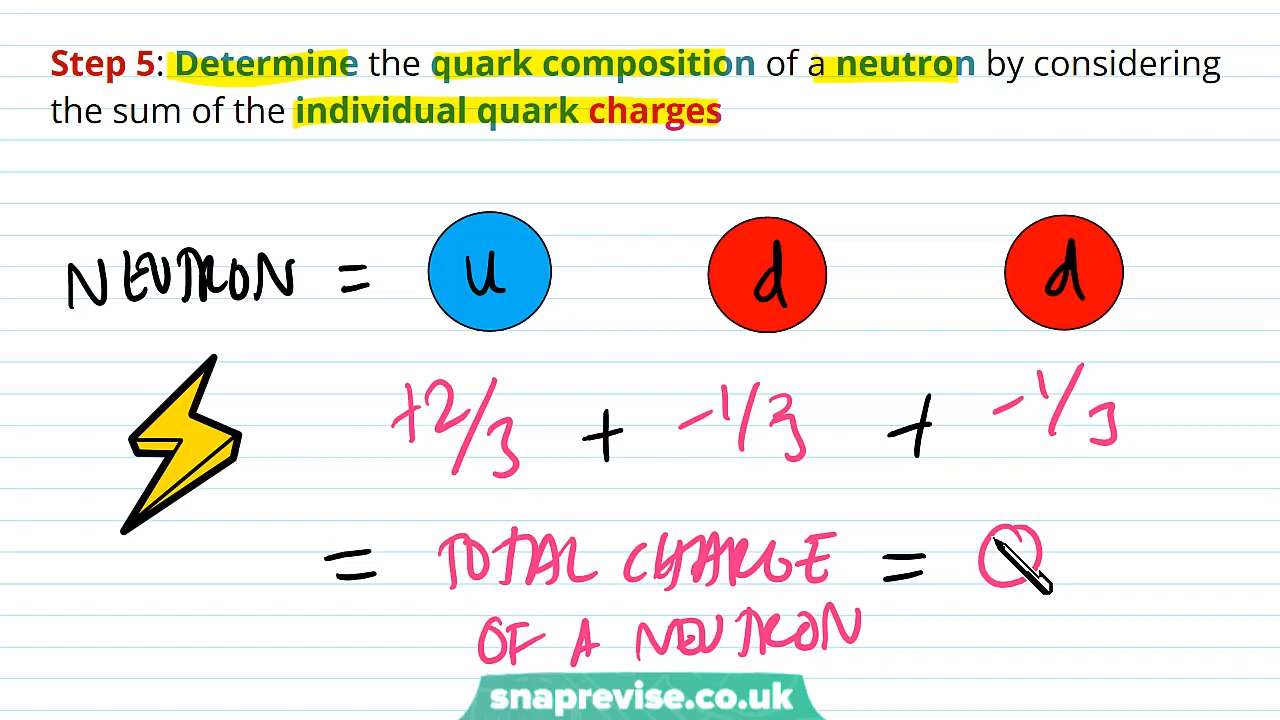 Step 5: Determine the quark composition of a neutron by considering
the sum of the individual quark charges
NEUTRON = u d d
+2/3 + -1/3 + -1/3
= TOTAL CHARGE = 0
OF A NEUTRON
snaprevise.co.uk